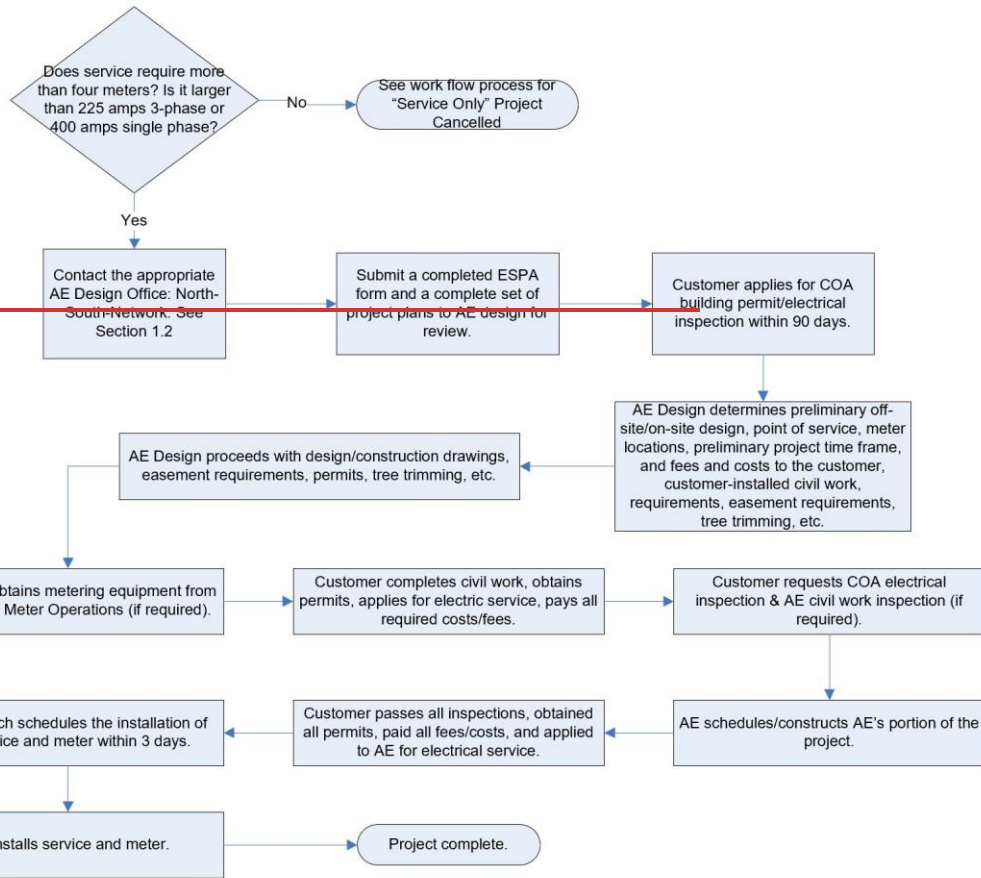 Does service require more
than four meters? Is it larger
than 225 amps 3-phase or
400 amps single phase?
No
See work flow process for
“Service Only” Project
Cancelled
Yes
Contact the appropriate
AE Design Office: North-
South-Network. See
Section 1.2
Submit a completed ESPA
form and a complete set of
project plans to AE design for
review.
Customer applies for COA
building permit/electrical
inspection within 90 days.
AE Design determines preliminary off-
site/on-site design, point of service, meter
locations, preliminary project time frame,
and fees and costs to the customer,
customer-installed civil work,
requirements, easement requirements,
tree trimming, etc.
AE Design proceeds with design/construction drawings,
easement requirements, permits, tree trimming, etc.
metering equipment from
Meter Operations (if required).
Customer completes civil work, obtains
permits, applies for electric service, pays all
required costs/fees.
Customer requests COA electrical
inspection & AE civil work inspection (if
required).
AE schedules/constructs AE's portion of the
project.
Customer passes all inspections, obtained
all permits, paid all fees/costs, and applied
to AE for electrical service.
schedules the installation of
and meter within 3 days.
service and meter.
Project complete.